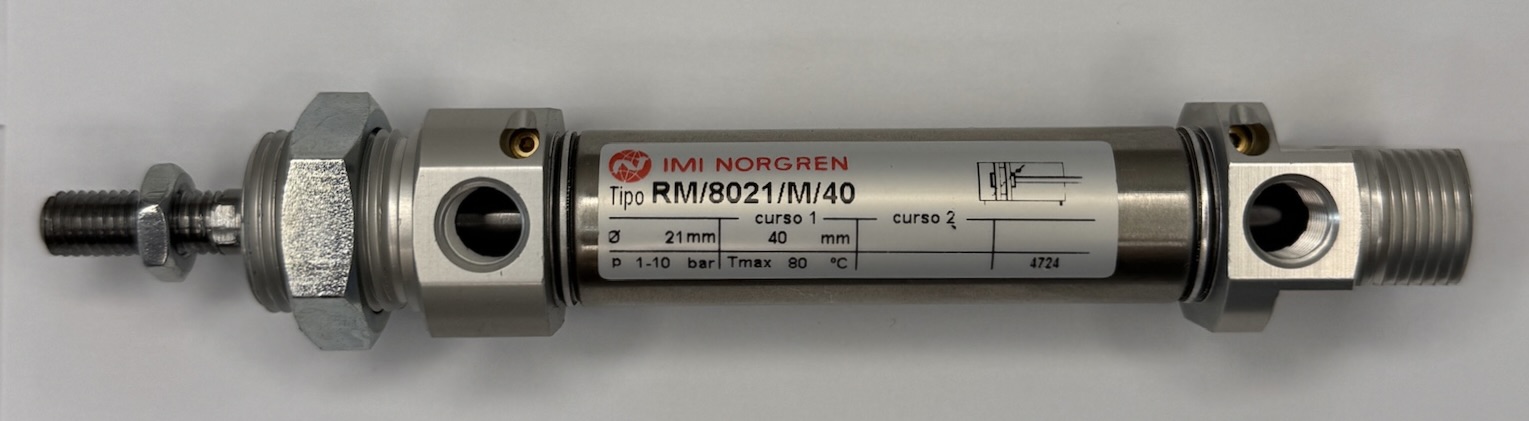 IMI NORGREN
Tipo RM/8021/M/40
curso 1 curso 2
Ø 21mm 40 mm
P 1-10 bar Tmax 80 °C 4724